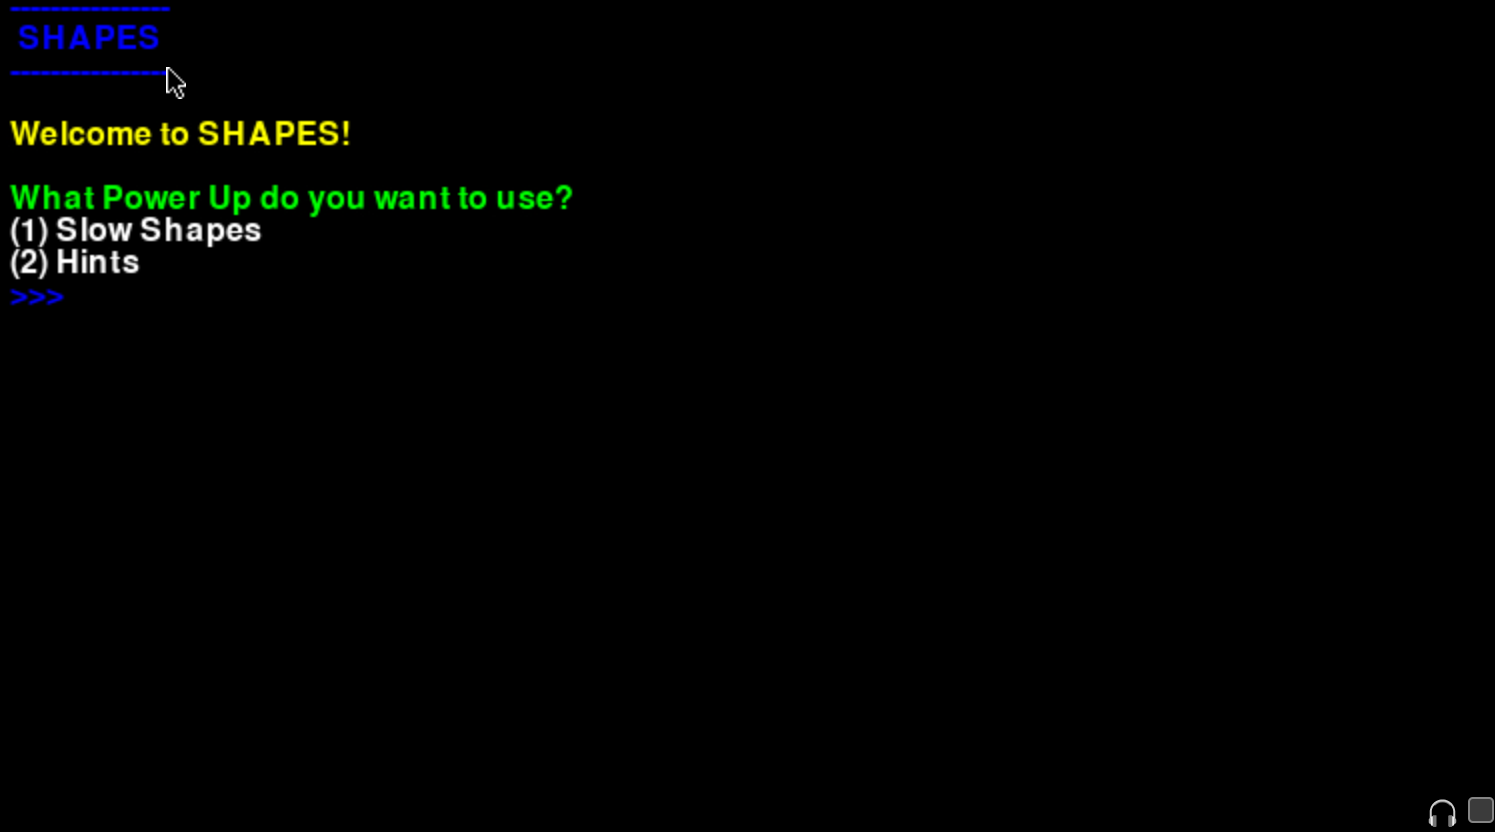 ----------------
SHAPES
----------------
Welcome to SHAPES!
What Power Up do you want to use?
(1) Slow Shapes
(2) Hints
>>>